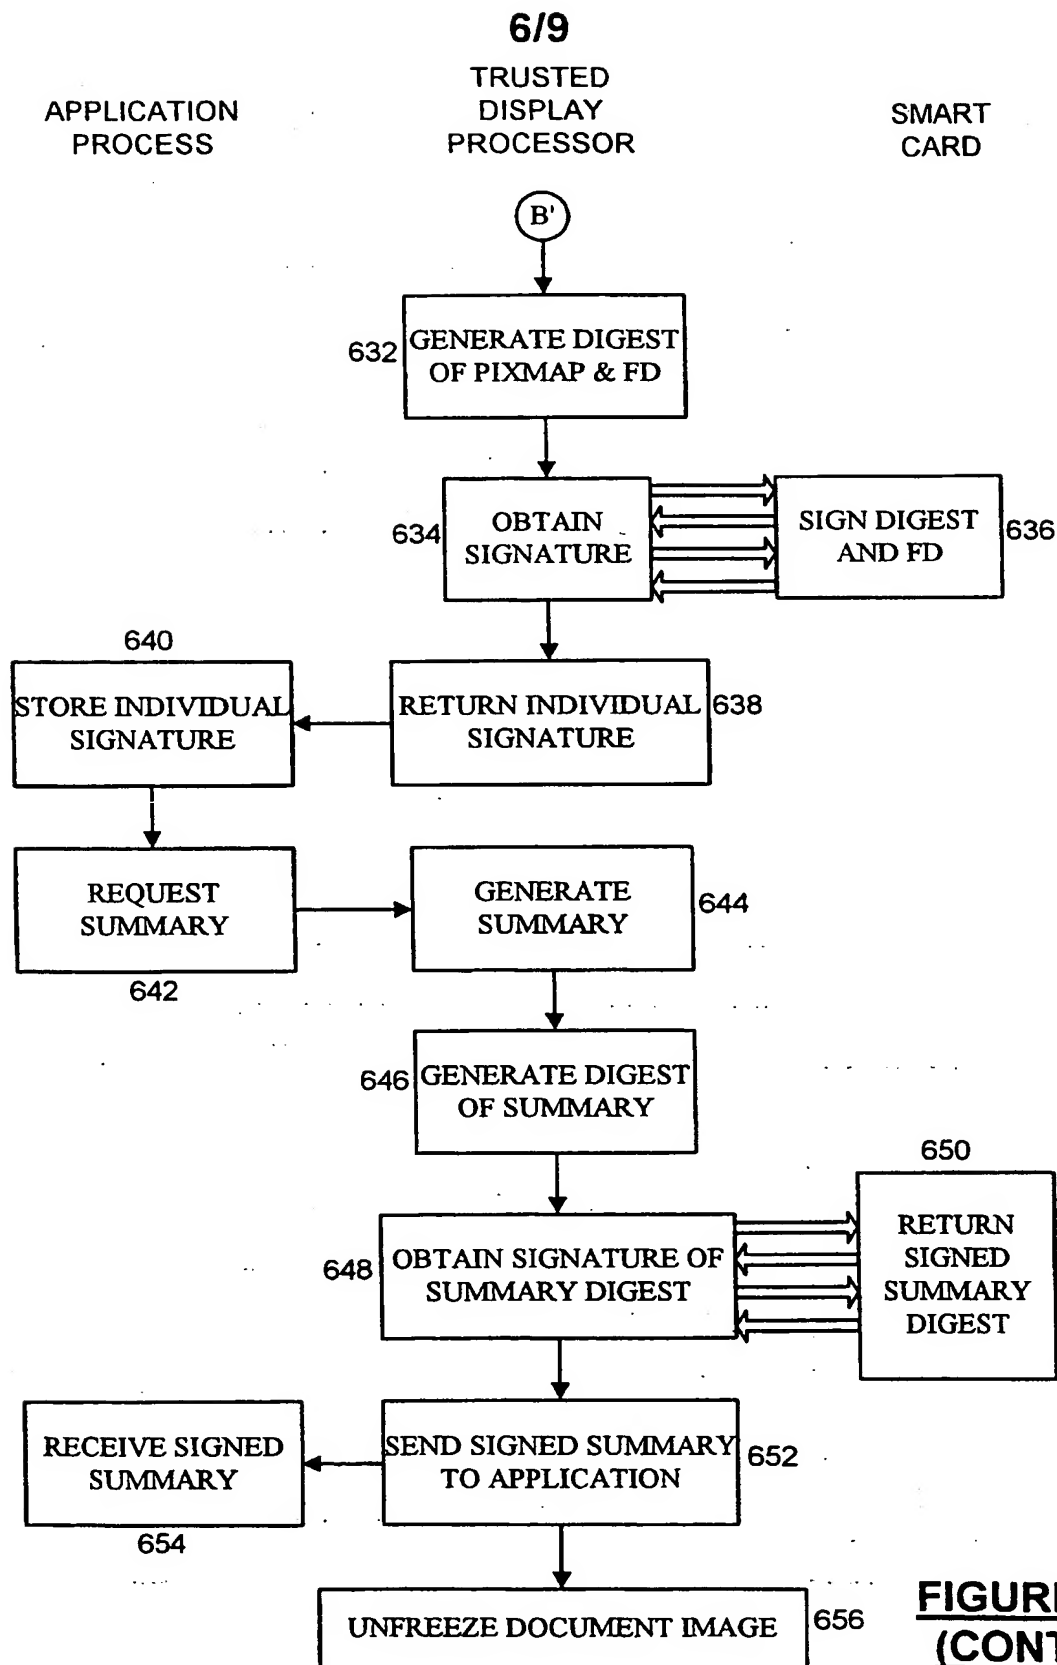 6/9
APPLICATION
PROCESS
TRUSTED
DISPLAY
PROCESSOR
SMART
CARD
B'
632
GENERATE DIGEST
OF PIXMAP & FD
634
OBTAIN
SIGNATURE
SIGN DIGEST
AND FD
636
640
STORE INDIVIDUAL
SIGNATURE
RETURN INDIVIDUAL
SIGNATURE
638
REQUEST
SUMMARY
642
GENERATE
SUMMARY
644
646
GENERATE DIGEST
OF SUMMARY
648
OBTAIN SIGNATURE OF
SUMMARY DIGEST
650
RETURN
SIGNED
SUMMARY
DIGEST
RECEIVE SIGNED
SUMMARY
654
SEND SIGNED SUMMARY
TO APPLICATION
652
UNFREEZE DOCUMENT IMAGE
656
FIGURE
(CONT